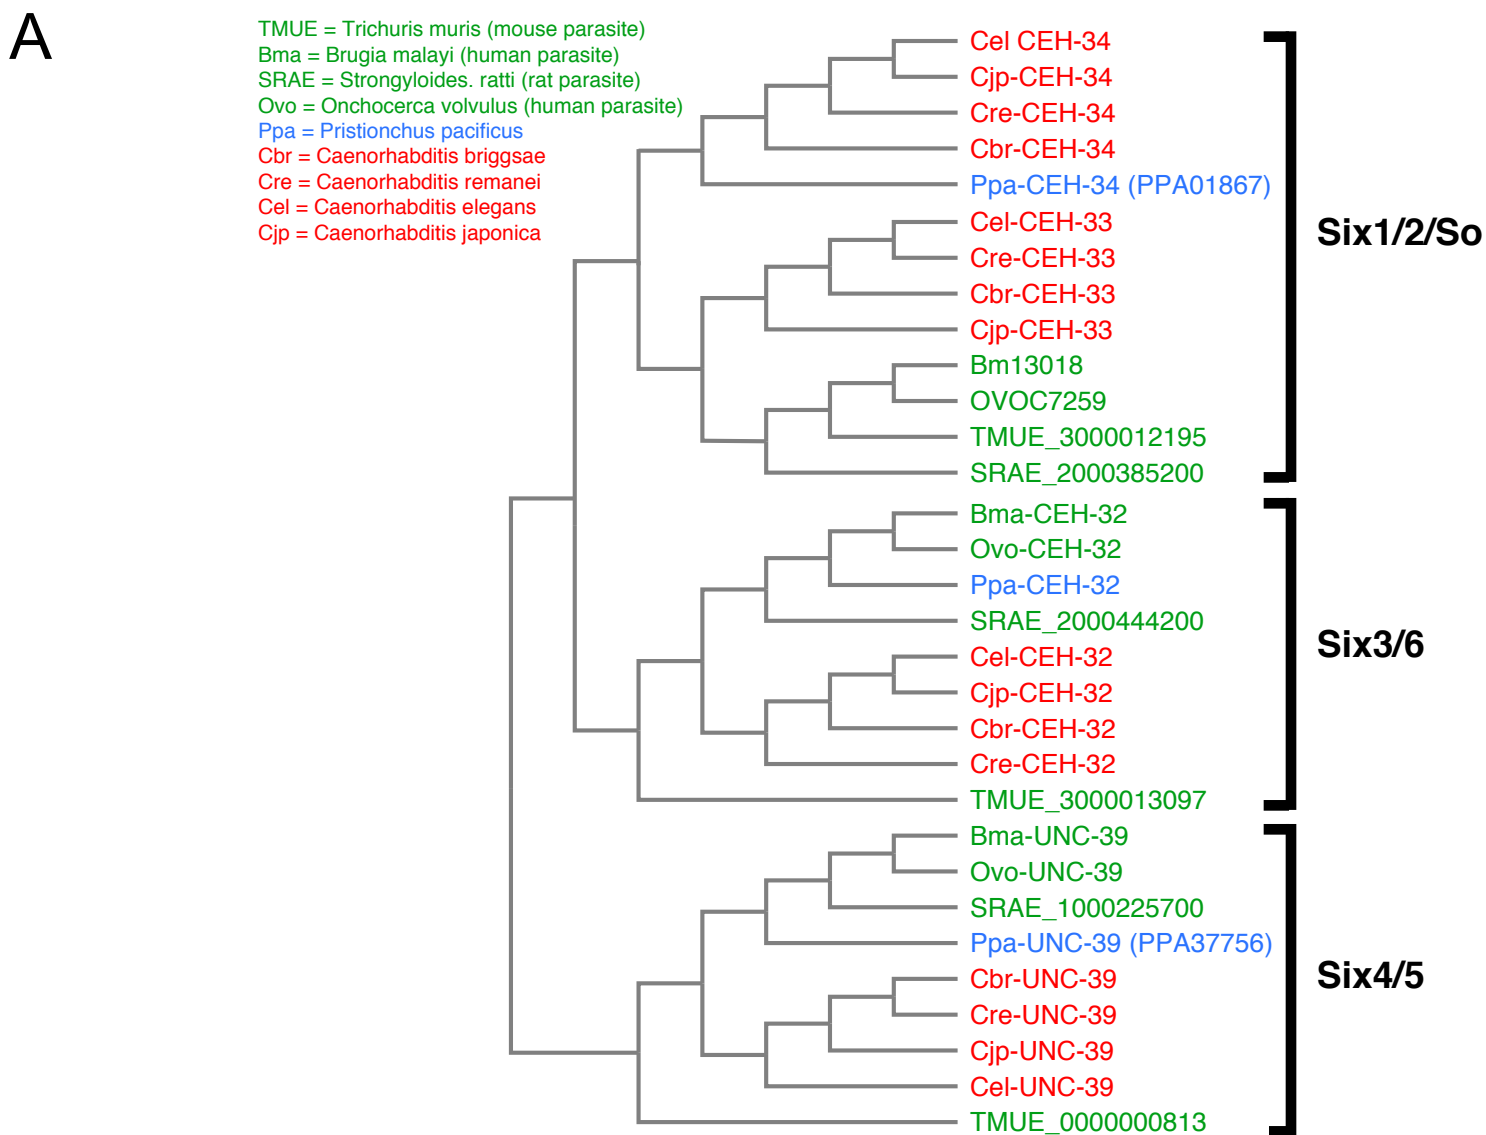 A
TMUE = Trichuris muris (mouse parasite)
Bma = Brugia malayi (human parasite)
SRAE = Strongyloides. ratti (rat parasite)
Ovo = Onchocerca volvulus (human parasite)
Ppa = Pristionchus pacificus
Cbr = Caenorhabditis briggsae
Cre = Caenorhabditis remanei
Cel = Caenorhabditis elegans
Cjp = Caenorhabditis japonica
Cel CEH-34
Cjp-CEH-34
Cre-CEH-34
Cbr-CEH-34
Ppa-CEH-34 (PPA01867)
Cel-CEH-33
Cre-CEH-33
Cbr-CEH-33
Cjp-CEH-33
Bm13018
OVOC7259
TMUE_3000012195
SRAE_2000385200
Six1/2/So
Bma-CEH-32
Ovo-CEH-32
Ppa-CEH-32
SRAE_2000444200
Cel-CEH-32
Cjp-CEH-32
Cbr-CEH-32
Cre-CEH-32
TMUE_3000013097
Six3/6
Bma-UNC-39
Ovo-UNC-39
SRAE_1000225700
Ppa-UNC-39 (PPA37756)
Cbr-UNC-39
Cre-UNC-39
Cjp-UNC-39
Cel-UNC-39
TMUE_0000000813
Six4/5